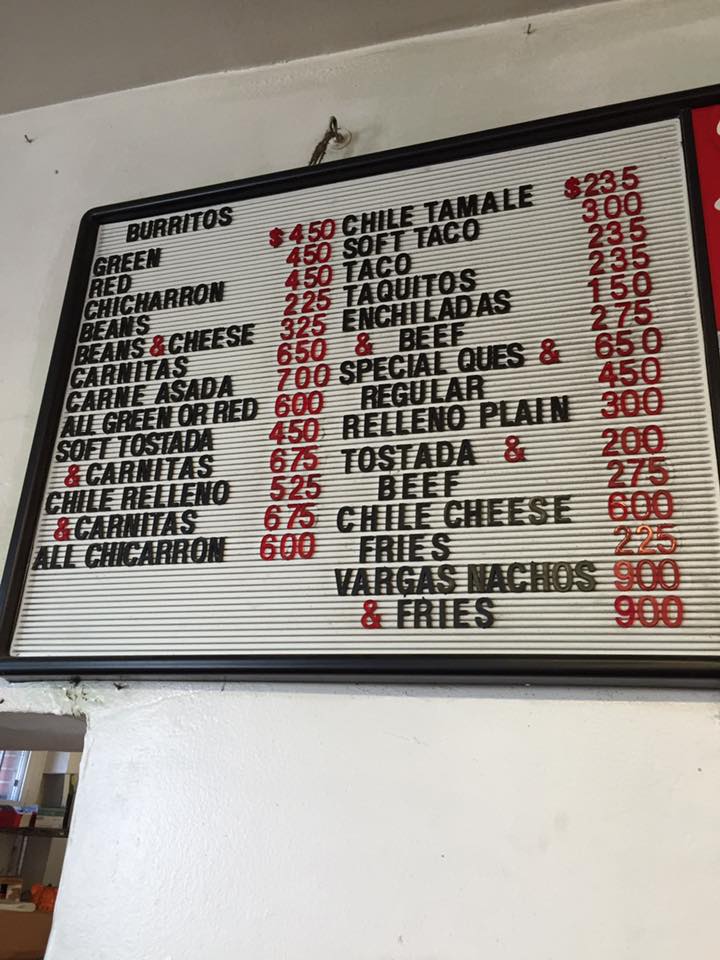 BURRITOS
GREEN $450
RED 450
CHICHARRON 450
BEANS 225
BEANS & CHEESE 325
CARNITAS 650
CARNE ASADA 700
ALL GREEN OR RED 600
SOFT TOSTADA 450
& CARNITAS 675
CHILE RELLENO 525
& CARNITAS 675
ALL CHICARRON 600
CHILE TAMALE $235
SOFT TACO 300
TACO 235
TAQUITOS 235
ENCHILADAS 150
& BEEF 275
SPECIAL QUES & 650
REGULAR 450
RELLENO PLAIN 300
TOSTADA & 200
BEEF 275
CHILE CHEESE 600
FRIES 225
VARGAS NACHOS 900
& FRIES 900